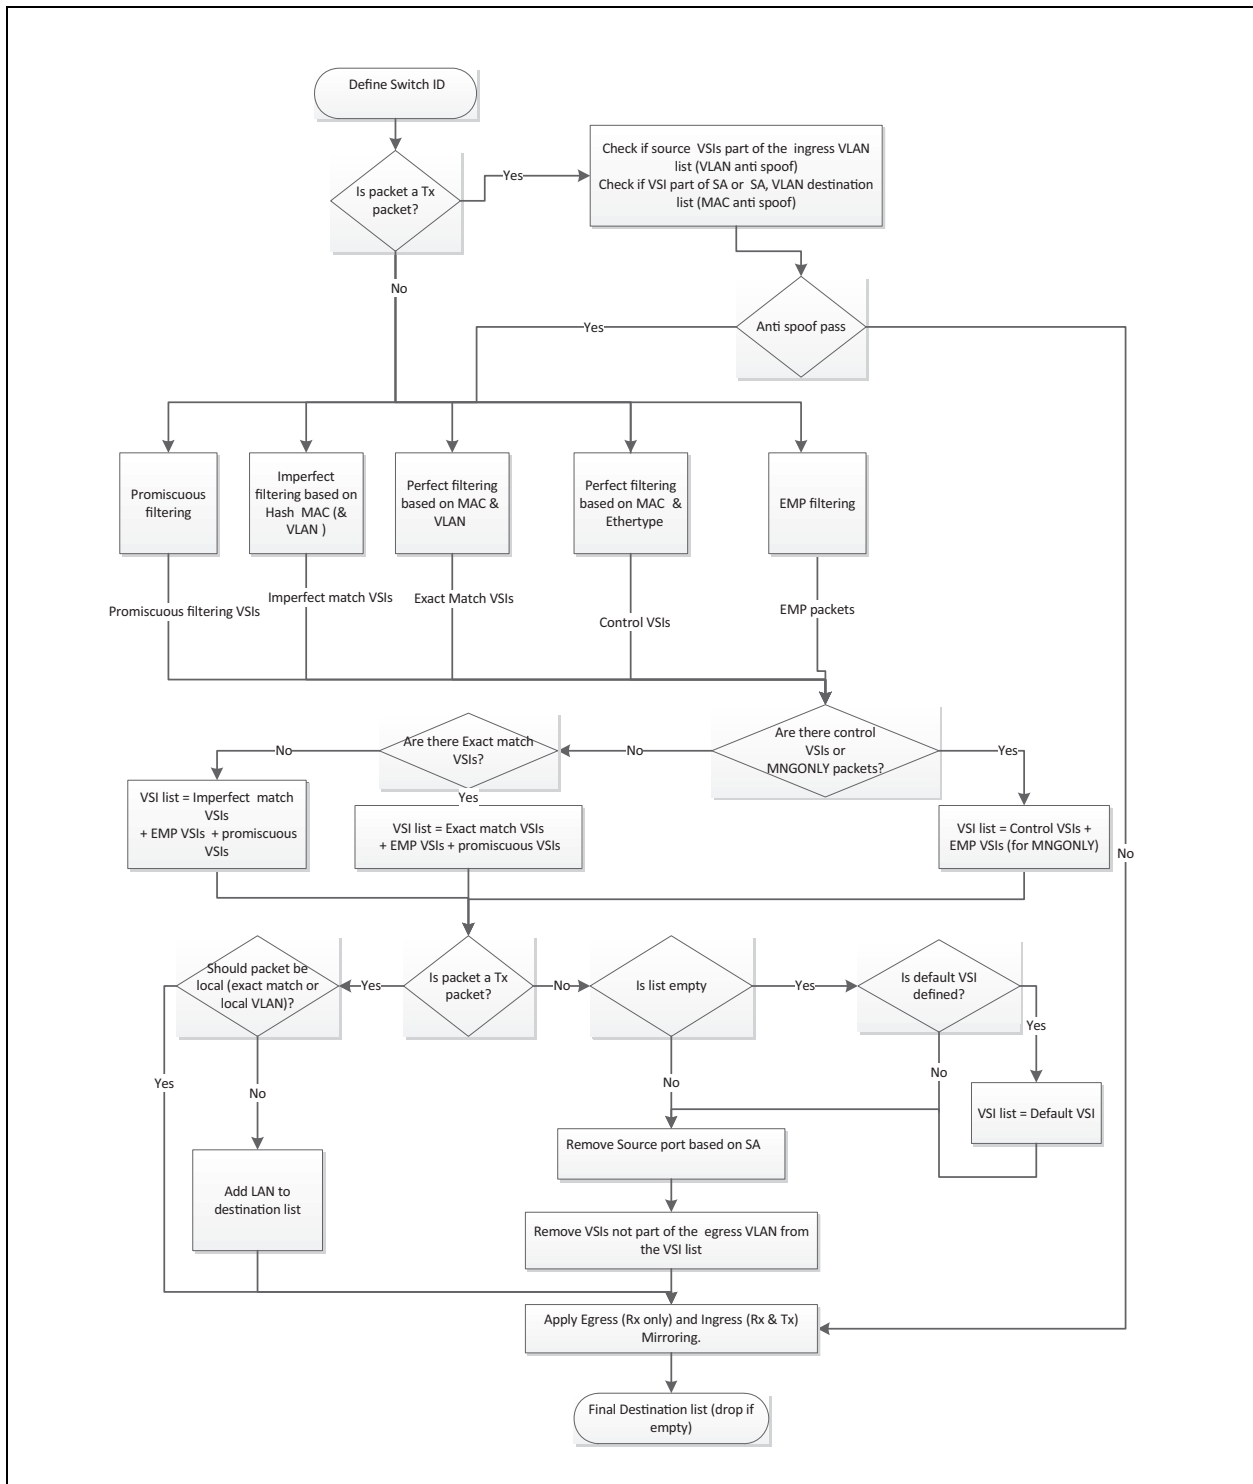 Define Switch ID
Is packet a Tx
packet?
Yes
Check if source VSIs part of the ingress VLAN
list (VLAN anti spoof)
Check if VSI part of SA or SA, VLAN destination
list (MAC anti spoof)
No
Yes
Anti spoof pass
Promiscuous
filtering
Imperfect
filtering based on
Hash MAC (& 
VLAN )
Perfect filtering
based on MAC &
VLAN
Perfect filtering
based on MAC &
Ethertype
EMP filtering
Promiscuous filtering VSIs
Imperfect match VSIs
Exact Match VSIs
Control VSIs
EMP packets
No
Are there Exact match
VSIs?
No
Are there control
VSIs or
MNGONLY packets?
Yes
Yes
VSI list = Imperfect match
VSIs
+ EMP VSIs + promiscuous
VSIs
VSI list = Exact match VSIs
+ EMP VSIs + promiscuous VSIs
VSI list = Control VSIs +
EMP VSIs (for MNGONLY)
No
Should packet be
local (exact match or
local VLAN)?
Yes
Is packet a Tx
packet?
No
Is list empty
Yes
Is default VSI
defined?
Yes
Yes
No
No
No
VSI list = Default VSI
Remove Source port based on SA
Add LAN to
destination list
Remove VSIs not part of the egress VLAN from
the VSI list
Apply Egress (Rx only) and Ingress (Rx & Tx)
Mirroring.
Final Destination list (drop if
empty)